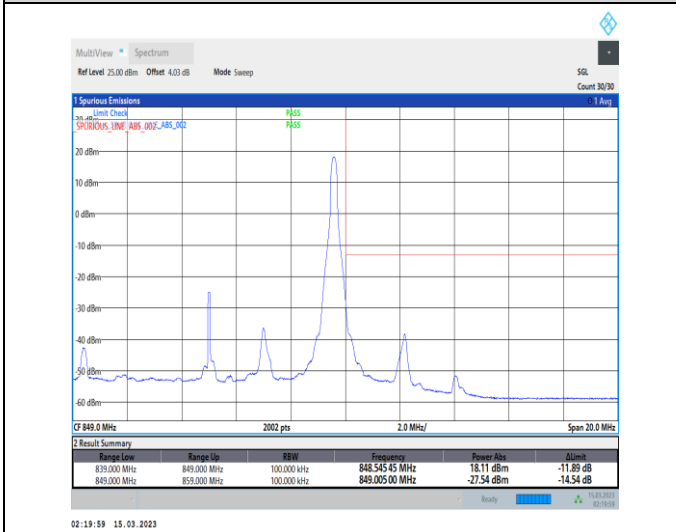 MultiView Spectrum
Ref Level 25.00 dBm Offset 4.03 dB Mode Sweep SGL
Count 30/30
1 Spurious Emissions 1 Avg
Limit Check PASS
SPURIOUS_LINE_ABS_002 PASS
20 dBm
10 dBm
0 dBm
-10 dBm
-20 dBm
-30 dBm
-40 dBm
-50 dBm
-60 dBm
CF 849.0 MHz 2002 pts 2.0 MHz/ Span 20.0 MHz
2 Result Summary
Range Low Range Up RBW Frequency Power Abs ΔLimit
839.000 MHz 849.000 MHz 100.000 kHz 848.54545 MHz 18.11 dBm -11.89 dB
849.000 MHz 859.000 MHz 100.000 kHz 849.00500 MHz -27.54 dBm -14.54 dB
Ready 15.03.2023
02:19:59
02:19:59 15.03.2023